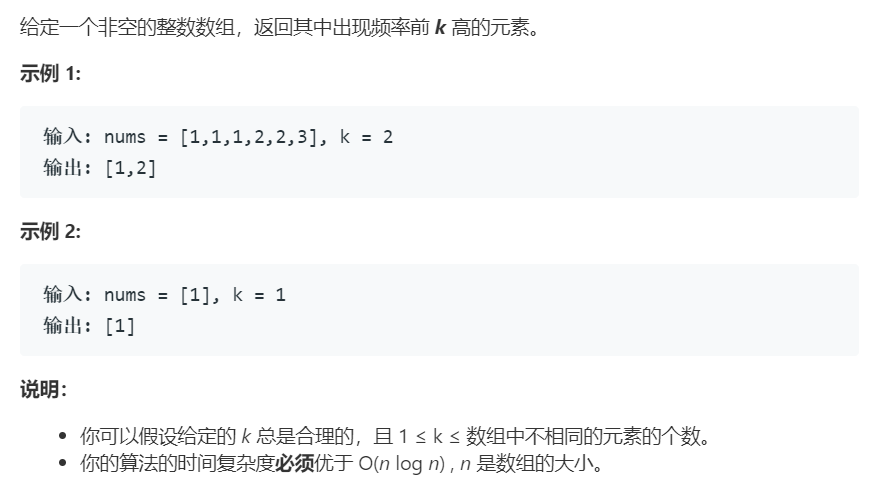 给定一个非空的整数数组，返回其中出现频率前 k 高的元素。
示例 1:
输入: nums = [1,1,1,2,2,3], k = 2
输出: [1,2]
示例 2:
输入: nums = [1], k = 1
输出: [1]
说明：
• 你可以假设给定的 k 总是合理的，且 1 ≤ k ≤ 数组中不相同的元素的个数。
• 你的算法的时间复杂度必须优于 O(n log n) , n 是数组的大小。